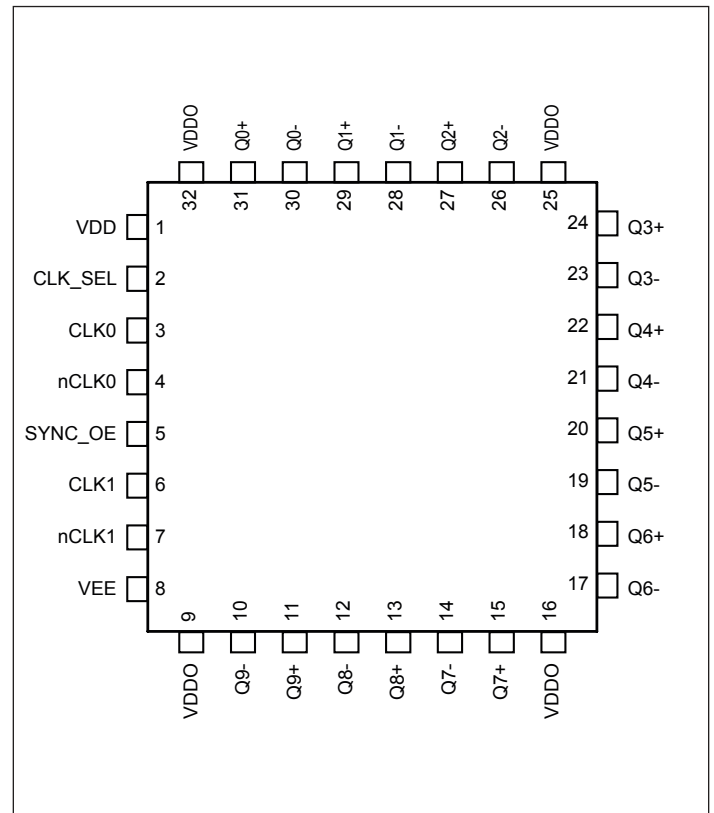 VDDO Q0+ Q0- Q1+ Q1- Q2+ Q2- VDDO
32 31 30 29 28 27 26 25
VDD 1
CLK_SEL 2
CLK0 3
nCLK0 4
SYNC_OE 5
CLK1 6
nCLK1 7
VEE 8
24 Q3+
23 Q3-
22 Q4+
21 Q4-
20 Q5+
19 Q5-
18 Q6+
17 Q6-
9 10 11 12 13 14 15 16
VDDO Q9- Q9+ Q8- Q8+ Q7- Q7+ VDDO